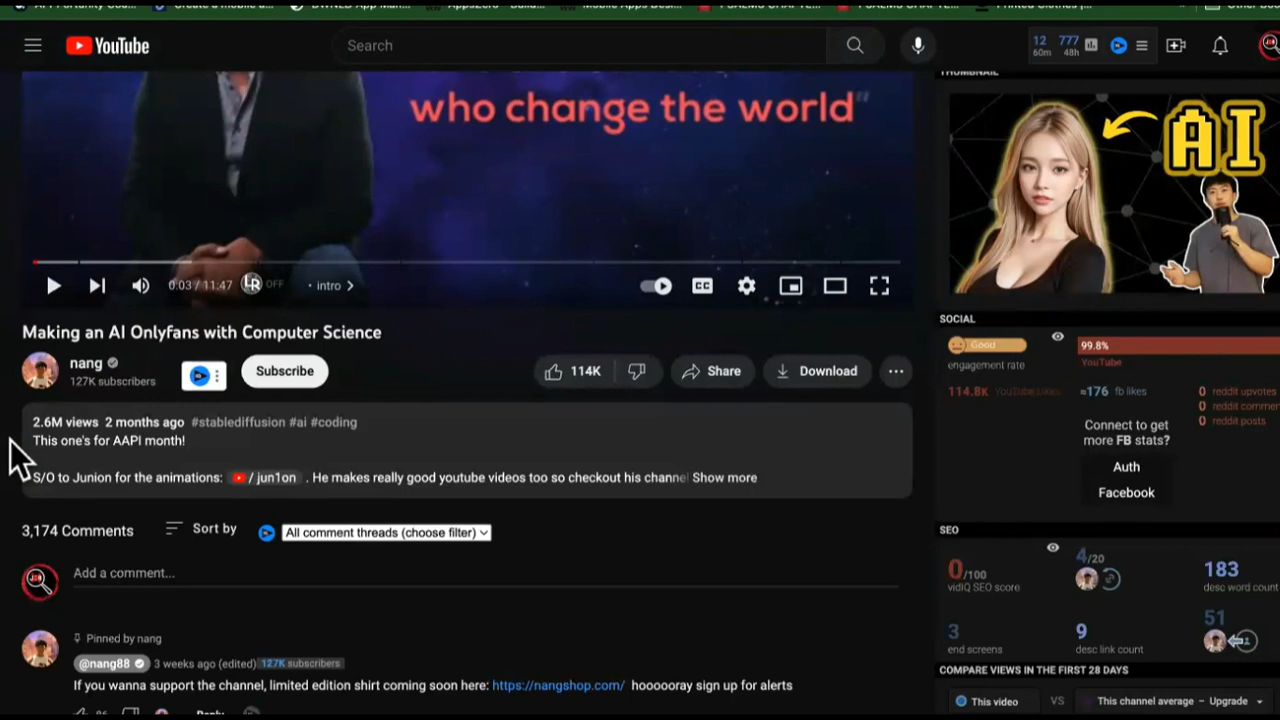 YouTube
Search
12
60m
777
48h
who change the world"
THUMBNAIL
AI
0:03 / 11:47
LR
OFF
• intro
CC
Making an AI Onlyfans with Computer Science
nang
127K subscribers
Subscribe
114K
Share
Download
2.6M views 2 months ago #stablediffusion #ai #coding
This one's for AAPI month!
S/O to Junion for the animations:
/ jun1on
. He makes really good youtube videos too so checkout his channel
Show more
3,174 Comments
Sort by
All comment threads (choose filter)
Add a comment...
Pinned by nang
@nang88
3 weeks ago (edited)
127K subscribers
If you wanna support the channel, limited edition shirt coming soon here: https://nangshop.com/ hoooooray sign up for alerts
86
Reply
SOCIAL
Good
engagement rate
99.8%
YouTube
114.8K YouTube Likes
≈176 fb likes
0 reddit upvotes
0 reddit commen
0 reddit posts
Connect to get
more FB stats?
Auth
Facebook
SEO
0/100
vidIQ SEO score
4/20
183
desc word count
3
end screens
9
desc link count
51
COMPARE VIEWS IN THE FIRST 28 DAYS
This video
VS
This channel average – Upgrade